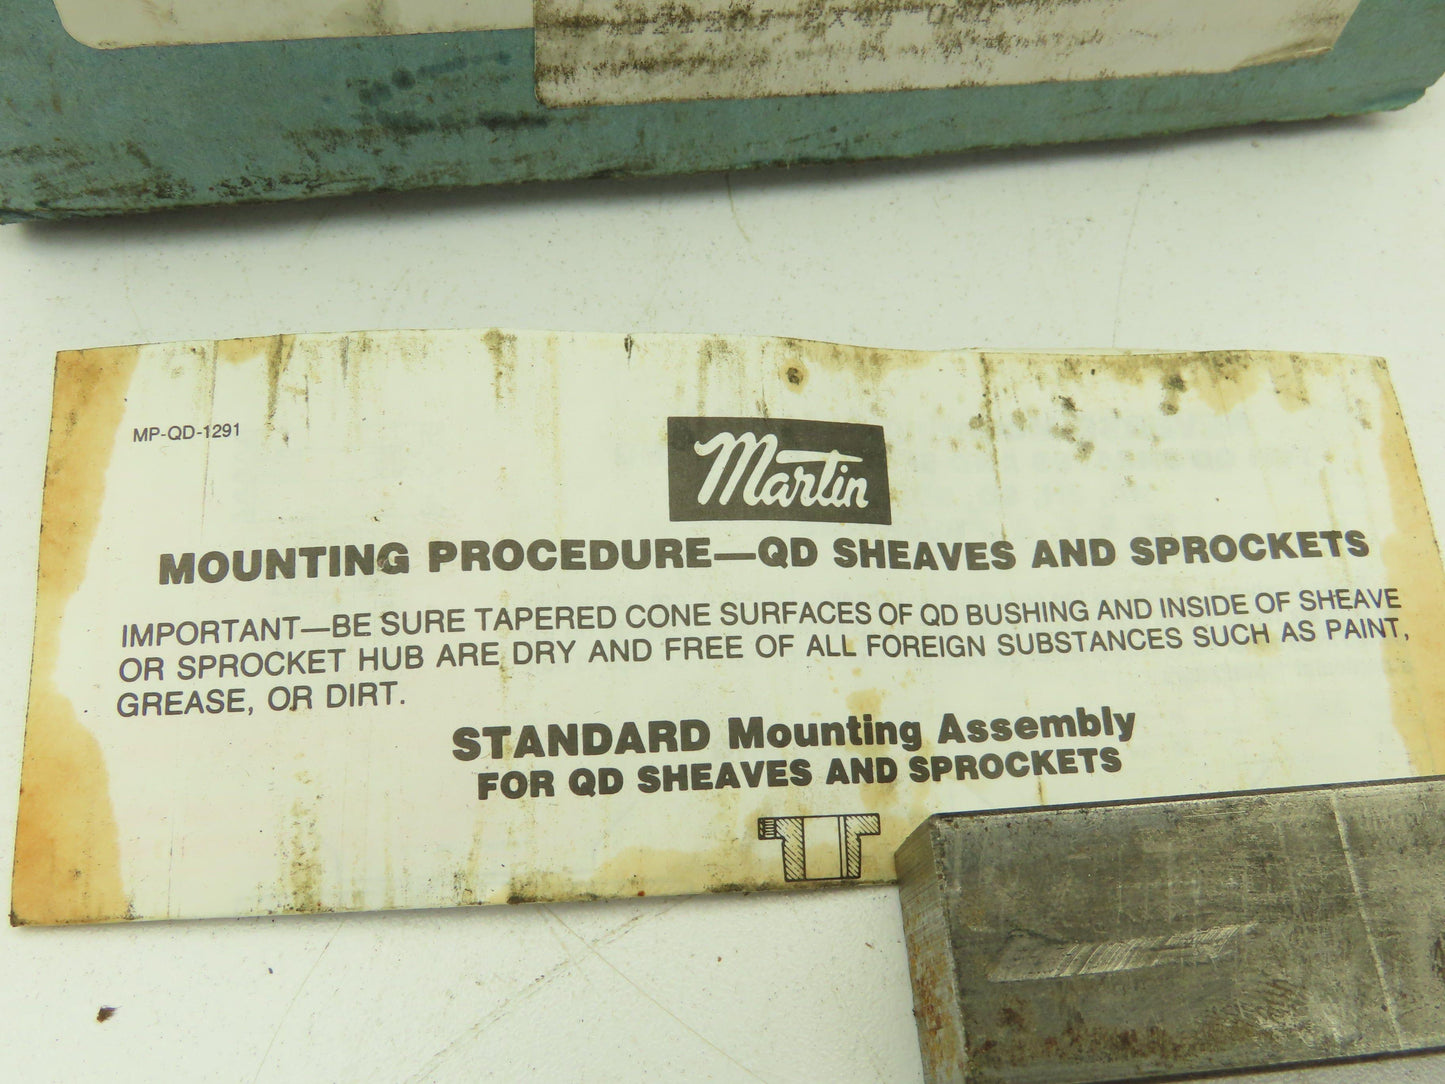 MP-QD-1291
Martin
MOUNTING PROCEDURE—QD SHEAVES AND SPROCKETS
IMPORTANT—BE SURE TAPERED CONE SURFACES OF QD BUSHING AND INSIDE OF SHEAVE
OR SPROCKET HUB ARE DRY AND FREE OF ALL FOREIGN SUBSTANCES SUCH AS PAINT,
GREASE, OR DIRT.
STANDARD Mounting Assembly
FOR QD SHEAVES AND SPROCKETS